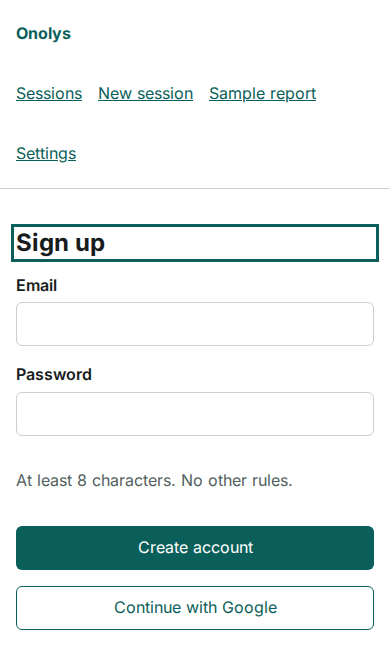 Onolys
Sessions New session Sample report
Settings
Sign up
Email
Password
At least 8 characters. No other rules.
Create account
Continue with Google